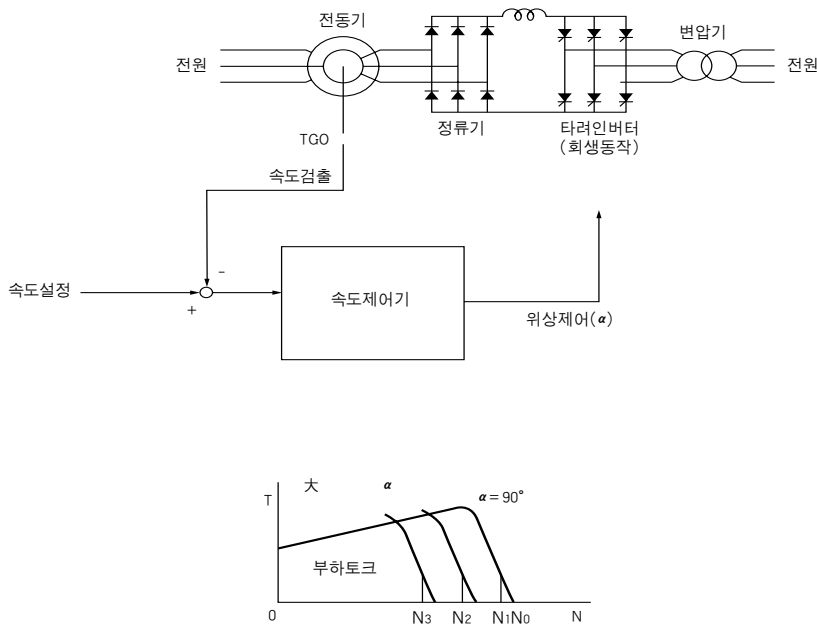 전동기
변압기
전원
전원
정류기
타려인버터
(회생동작)
TGO
속도검출
-
속도설정
+
속도제어기
위상제어(α)
T
大
α
α = 90°
부하토크
0
N₃
N₂
N₁N₀
N